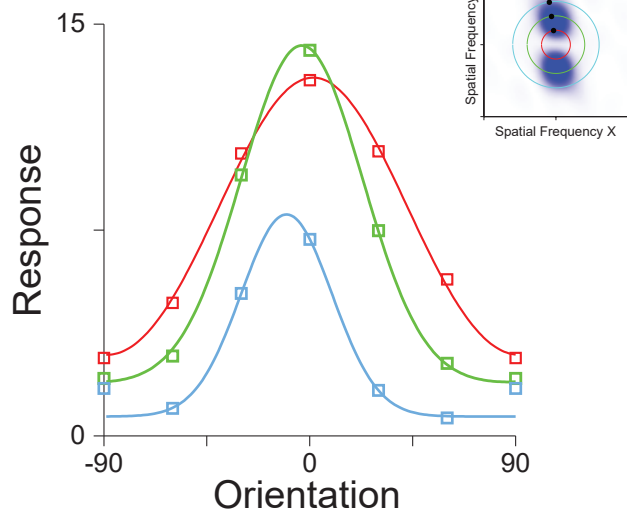 15
Response
0
-90
0
90
Orientation
Spatial Frequency
Spatial Frequency X